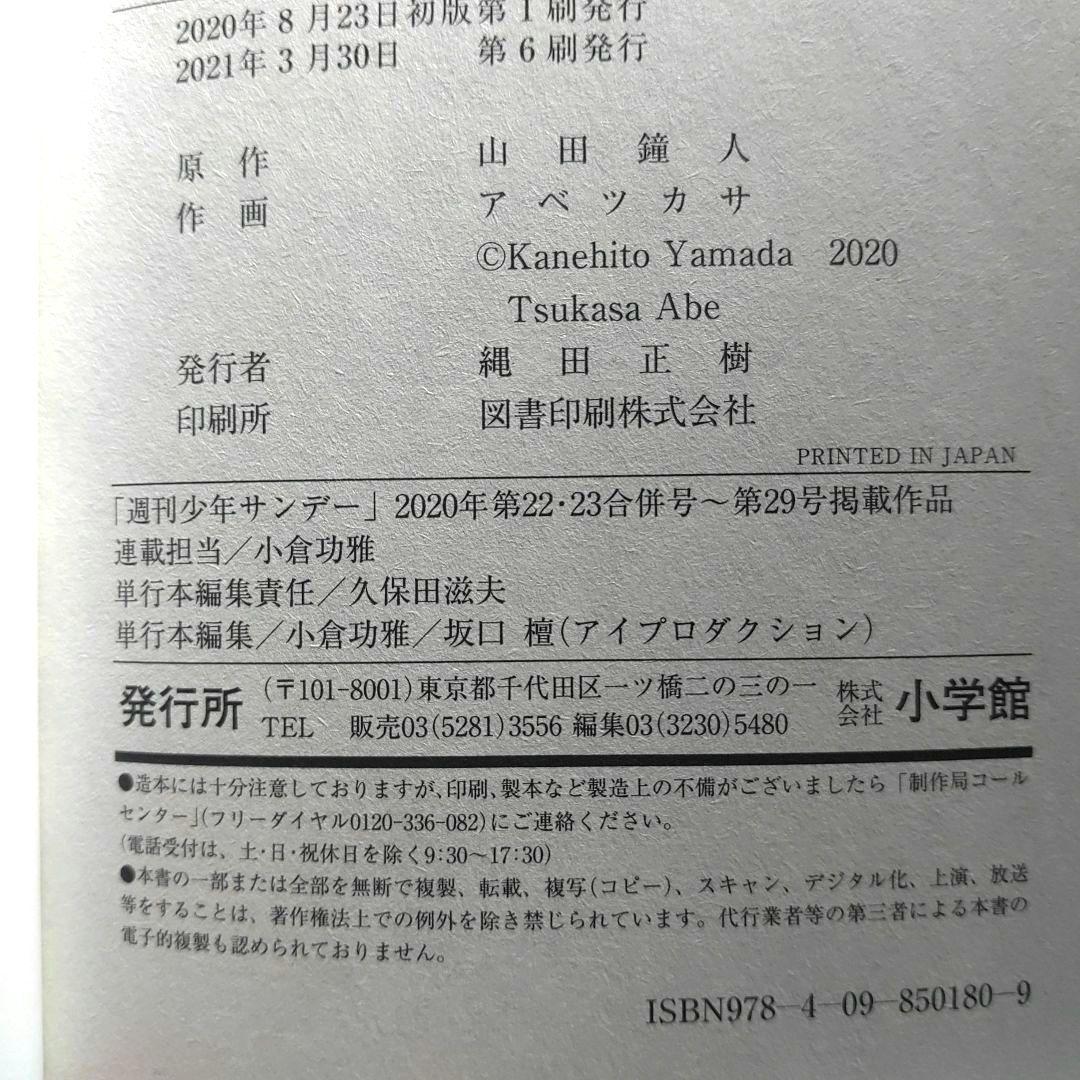 2020年8月23日初版第1刷発行
2021年3月30日 第6刷発行
原作 山田鐘人
作画 アベツカサ
©Kanehito Yamada 2020
Tsukasa Abe
発行者 縄田正樹
印刷所 図書印刷株式会社
PRINTED IN JAPAN
「週刊少年サンデー」2020年第22・23合併号〜第29号掲載作品
連載担当／小倉功雅
単行本編集責任／久保田滋夫
単行本編集／小倉功雅／坂口 檀(アイプロダクション)
発行所 (〒101-8001)東京都千代田区一ツ橋二の三の一 株式会社 小学館
TEL 販売03(5281)3556 編集03(3230)5480
●造本には十分注意しておりますが、印刷、製本など製造上の不備がございましたら「制作局コール
センター」(フリーダイヤル0120-336-082)にご連絡ください。
(電話受付は、土・日・祝休日を除く9:30〜17:30)
●本書の一部または全部を無断で複製、転載、複写(コピー)、スキャン、デジタル化、上演、放送
等をすることは、著作権法上での例外を除き禁じられています。代行業者等の第三者による本書の
電子的複製も認められておりません。
ISBN978-4-09-850180-9